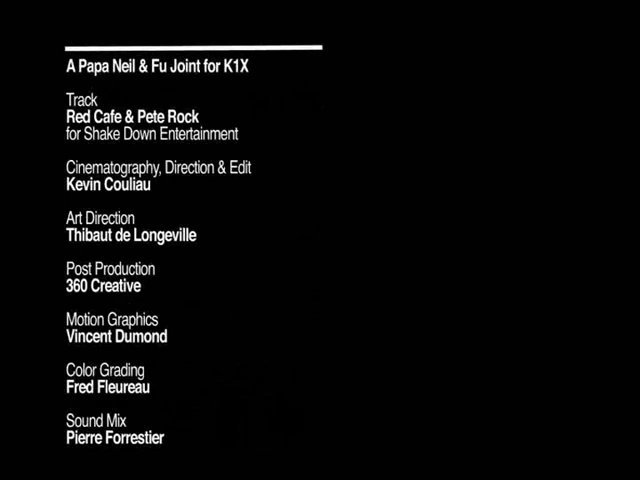 A Papa Neil & Fu Joint for K1X
Track
Red Cafe & Pete Rock
for Shake Down Entertainment
Cinematography, Direction & Edit
Kevin Couliau
Art Direction
Thibaut de Longeville
Post Production
360 Creative
Motion Graphics
Vincent Dumond
Color Grading
Fred Fleureau
Sound Mix
Pierre Forrestier